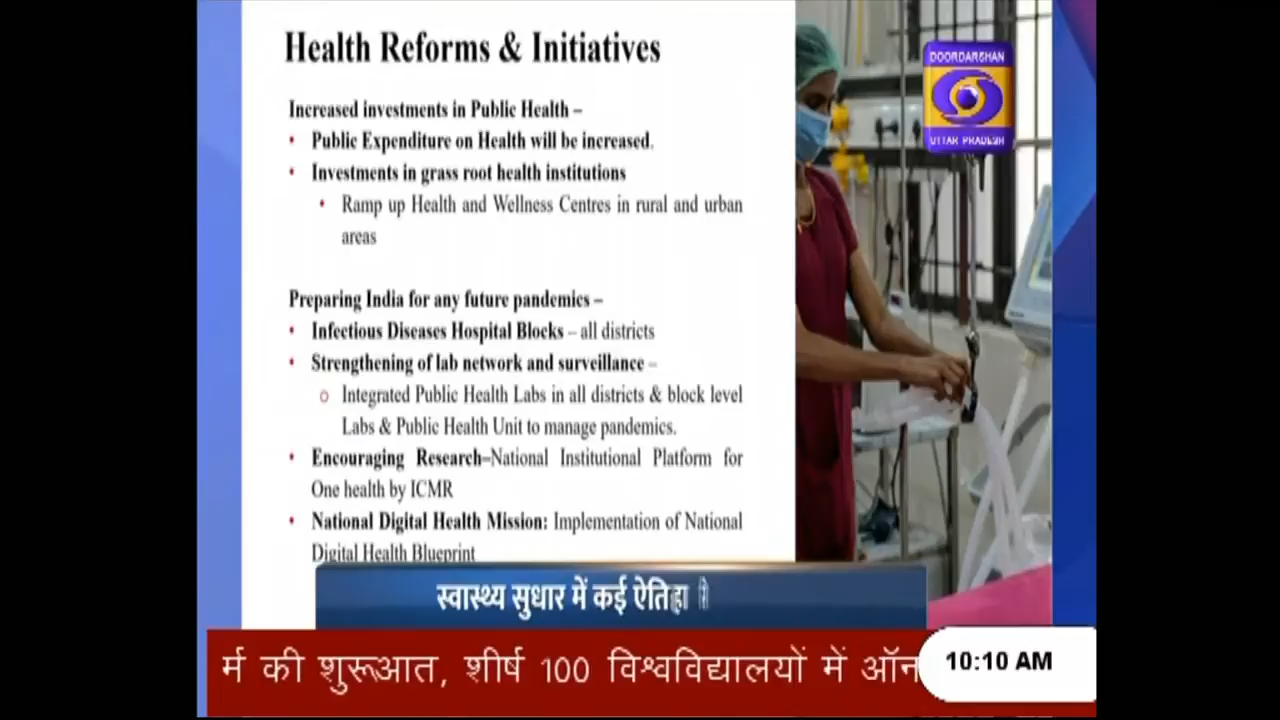 Health Reforms & Initiatives
Increased investments in Public Health –
• Public Expenditure on Health will be increased.
• Investments in grass root health institutions
• Ramp up Health and Wellness Centres in rural and urban
areas
Preparing India for any future pandemics –
• Infectious Diseases Hospital Blocks – all districts
• Strengthening of lab network and surveillance –
o Integrated Public Health Labs in all districts & block level
Labs & Public Health Unit to manage pandemics.
• Encouraging Research–National Institutional Platform for
One health by ICMR
• National Digital Health Mission: Implementation of National
Digital Health Blueprint
DOORDARSHAN
UTTAR PRADESH
स्वास्थ्य सुधार में कई
र्म की शुरूआत, शीर्ष 100 विश्वविद्यालयों में ऑन
10:10 AM